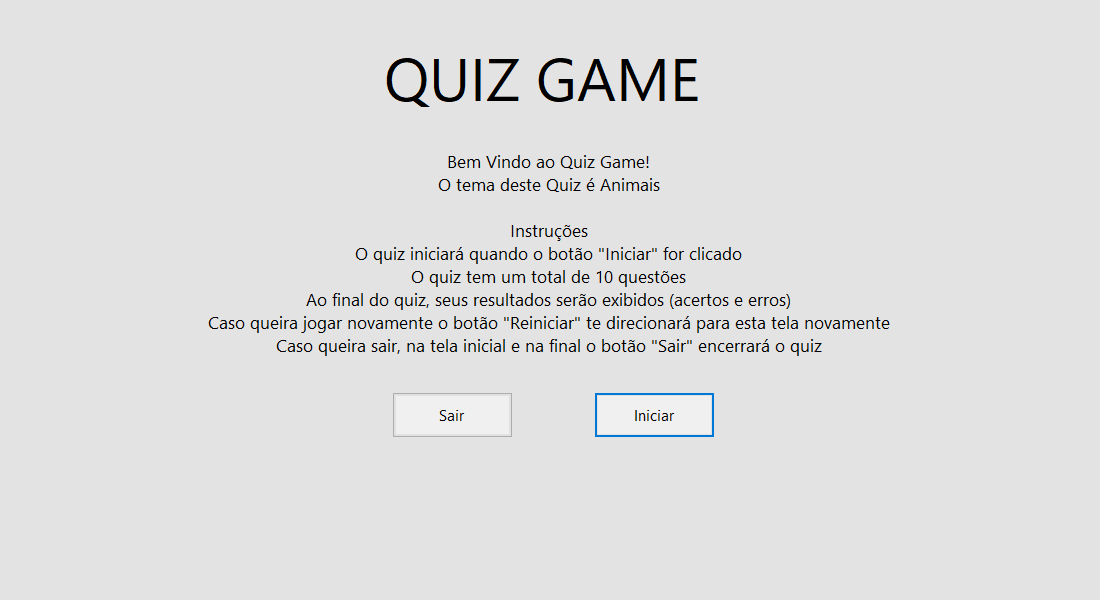 QUIZ GAME
Bem Vindo ao Quiz Game!
O tema deste Quiz é Animais
Instruções
O quiz iniciará quando o botão "Iniciar" for clicado
O quiz tem um total de 10 questões
Ao final do quiz, seus resultados serão exibidos (acertos e erros)
Caso queira jogar novamente o botão "Reiniciar" te direcionará para esta tela novamente
Caso queira sair, na tela inicial e na final o botão "Sair" encerrará o quiz
Sair
Iniciar